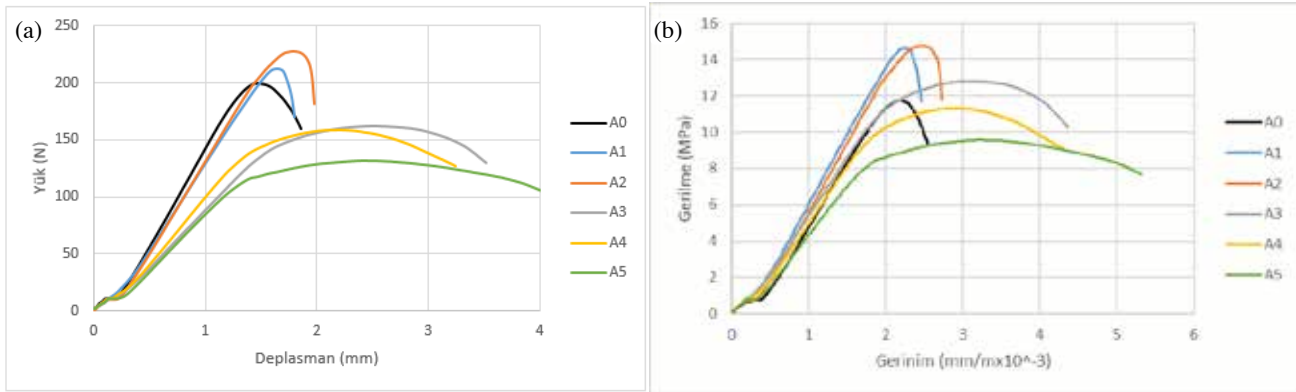 (a)
Yük (N)
250
200
150
100
50
0
0 1 2 3 4
Deplasman (mm)
A0
A1
A2
A3
A4
A5
(b)
Gerilme (MPa)
16
14
12
10
8
6
4
2
0
0 1 2 3 4 5 6
Gerinim (mm/mx10^-3)
A0
A1
A2
A3
A4
A5